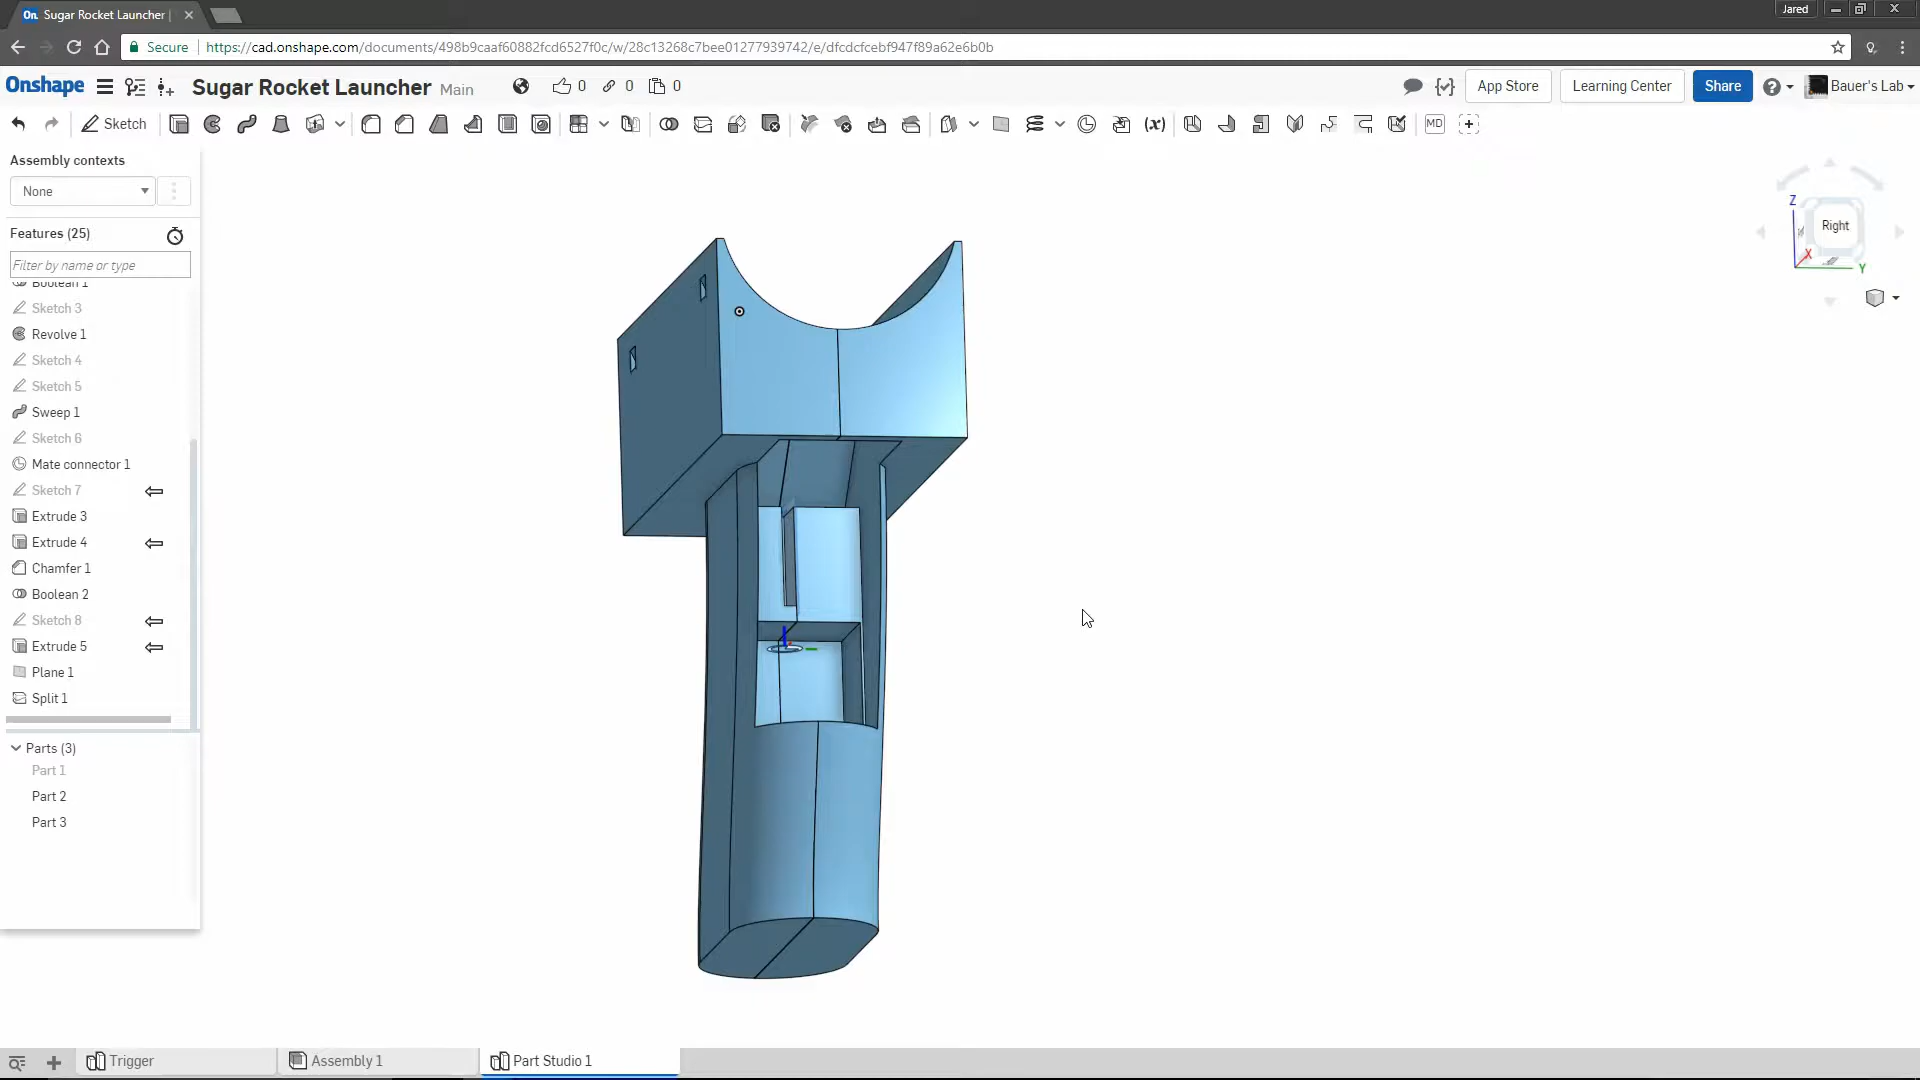 Sugar Rocket Launcher |
Jared
Secure
https://cad.onshape.com/documents/498b9caaf60882fcd6527f0c/w/28c13268c7bee01277939742/e/dfcdcfcebf947f89a62e6b0b
Onshape
Sugar Rocket Launcher Main
0 0 0
App Store
Learning Center
Share
Bauer's Lab
Sketch
(x)
MD
Assembly contexts
None
Features (25)
Filter by name or type
Boolean 1
Sketch 3
Revolve 1
Sketch 4
Sketch 5
Sweep 1
Sketch 6
Mate connector 1
Sketch 7
Extrude 3
Extrude 4
Chamfer 1
Boolean 2
Sketch 8
Extrude 5
Plane 1
Split 1
Parts (3)
Part 1
Part 2
Part 3
Z
Right
X
Y
Trigger
Assembly 1
Part Studio 1